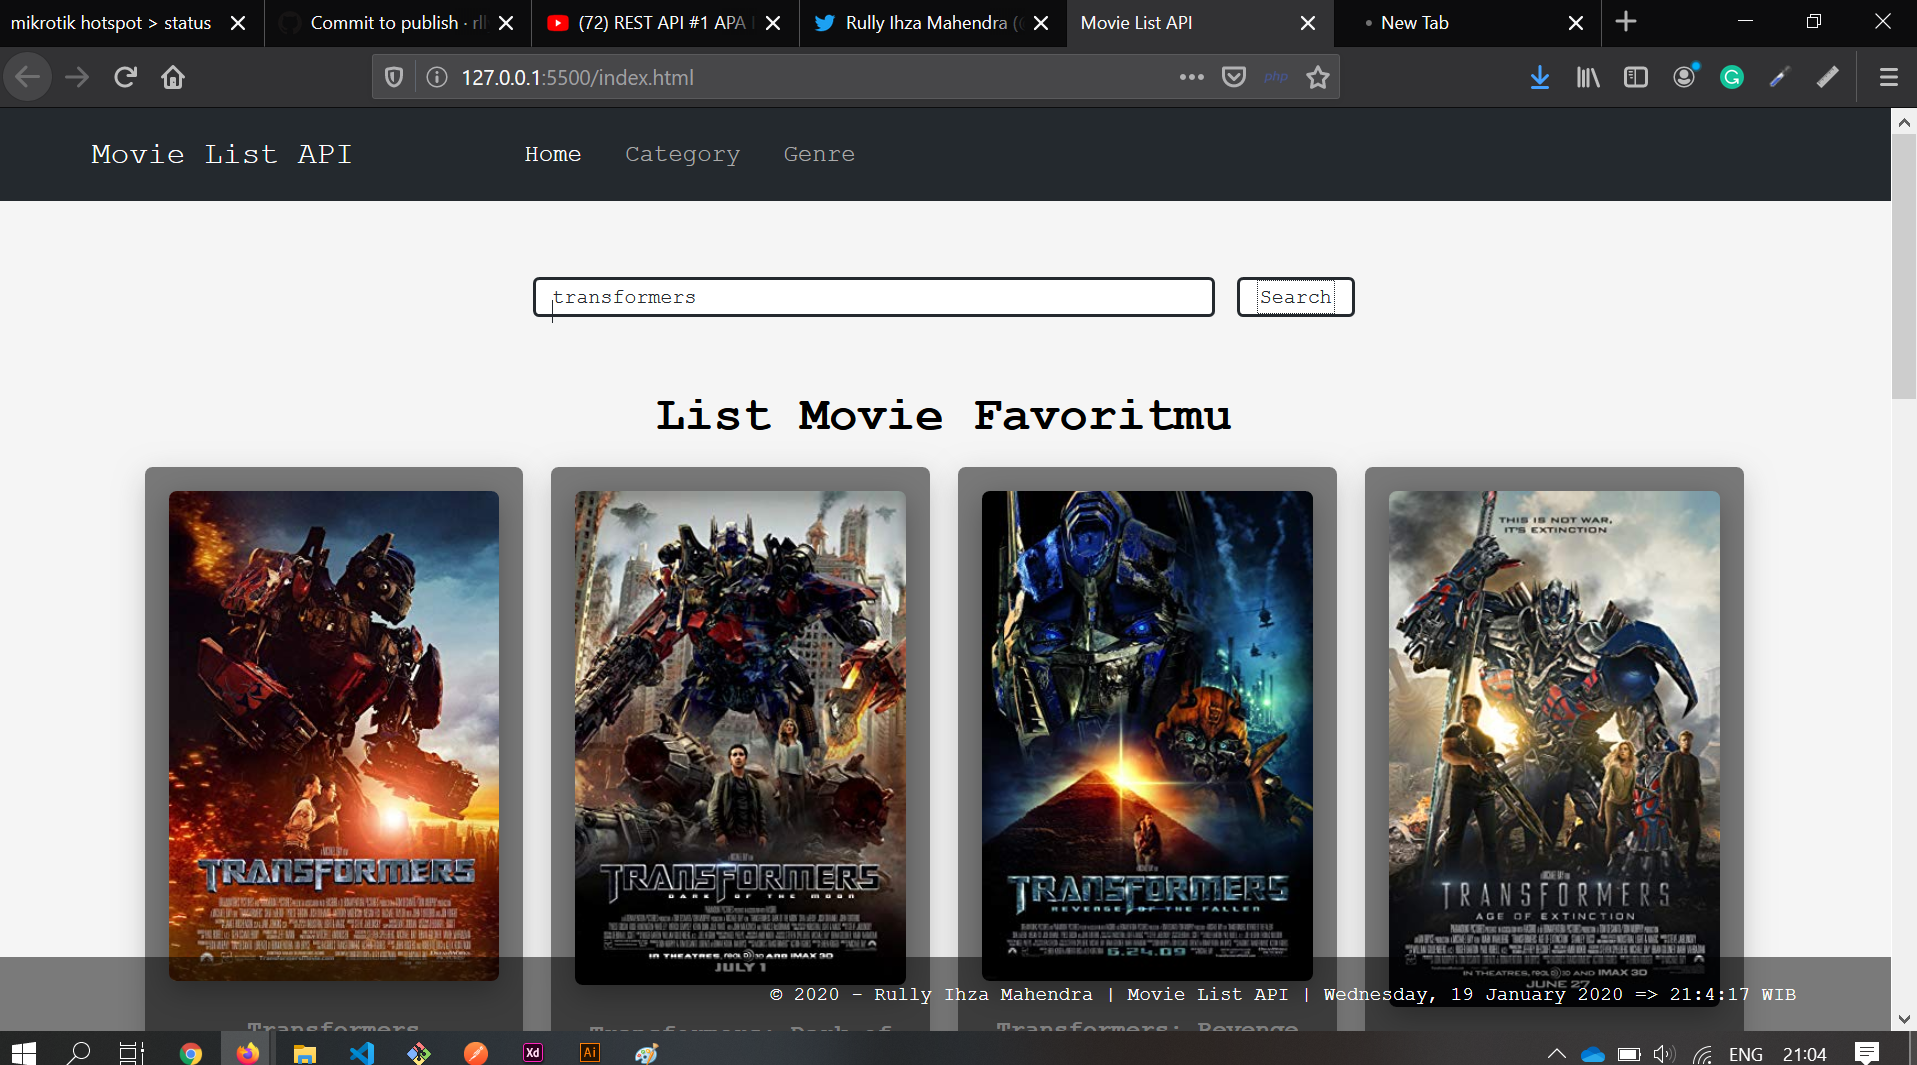 mikrotik hotspot > status
Commit to publish · rl
(72) REST API #1 APA
Rully Ihza Mahendra (
Movie List API
New Tab
127.0.0.1:5500/index.html
php
Movie List API
Home
Category
Genre
transformers
Search
List Movie Favoritmu
TRANSFORMERS
TRANSFORMERS
DARK OF THE MOON
IN THEATRES, REAL D 3D AND IMAX 3D
JULY 1
TRANSFORMERS
REVENGE OF THE FALLEN
6.24.09
THIS IS NOT WAR,
IT'S EXTINCTION
TRANSFORMERS
AGE OF EXTINCTION
IN THEATRES, REAL D 3D AND IMAX 3D
JUNE 27
© 2020 - Rully Ihza Mahendra | Movie List API | Wednesday, 19 January 2020 => 21:4:17 WIB
Transformers
Transformers: Dark of
Transformers: Revenge
Xd
Ai
ENG
21:04